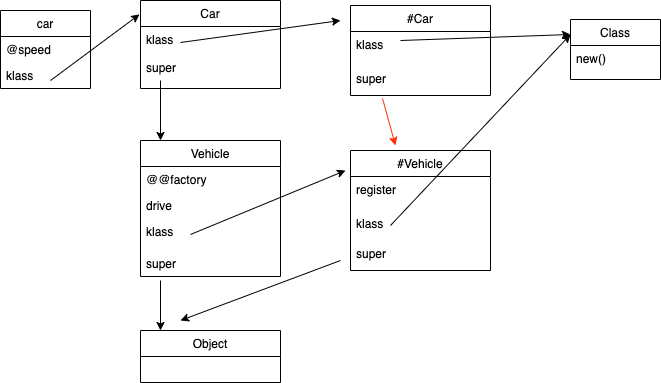 car
@speed
klass
Car
klass
super
#Car
klass
super
Class
new()
Vehicle
@@factory
drive
klass
super
#Vehicle
register
klass
super
Object